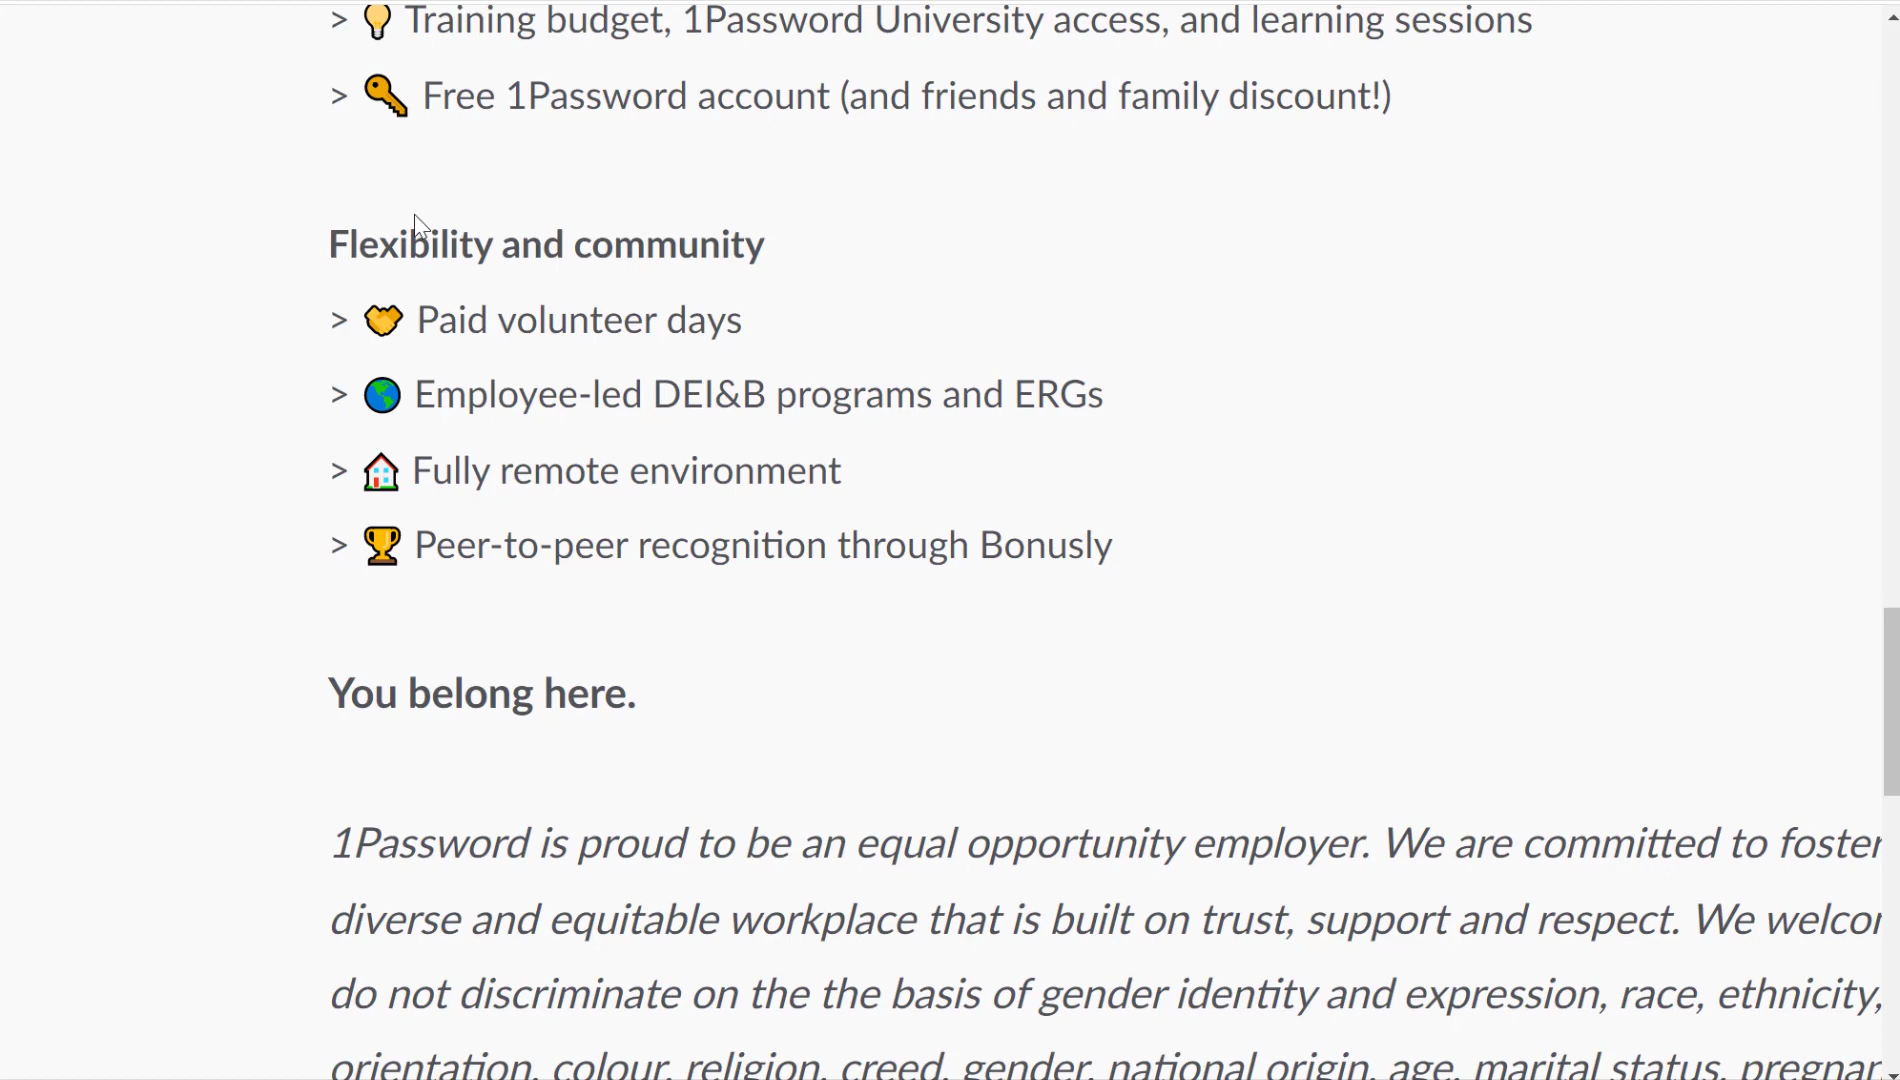 > 💡 Training budget, 1Password University access, and learning sessions
> 🔑 Free 1Password account (and friends and family discount!)
Flexibility and community
> 🤝 Paid volunteer days
> 🌎 Employee-led DEI&B programs and ERGs
> 🏠 Fully remote environment
> 🏆 Peer-to-peer recognition through Bonusly
You belong here.
1Password is proud to be an equal opportunity employer. We are committed to foster
diverse and equitable workplace that is built on trust, support and respect. We welco
do not discriminate on the the basis of gender identity and expression, race, ethnicity,
orientation, colour, religion, creed, gender, national origin, age, marital status, pregnan